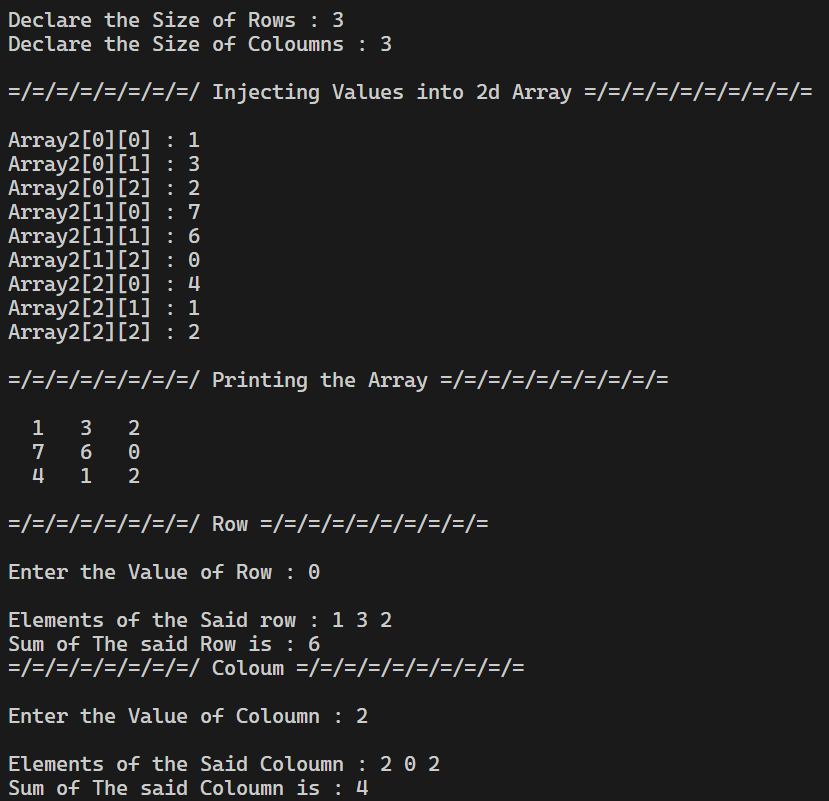 Declare the Size of Rows : 3
Declare the Size of Coloumns : 3
=/=/=/=/=/=/=/=/ Injecting Values into 2d Array =/=/=/=/=/=/=/=/=/=
Array2[0][0] : 1
Array2[0][1] : 3
Array2[0][2] : 2
Array2[1][0] : 7
Array2[1][1] : 6
Array2[1][2] : 0
Array2[2][0] : 4
Array2[2][1] : 1
Array2[2][2] : 2
=/=/=/=/=/=/=/=/ Printing the Array =/=/=/=/=/=/=/=/=/=
1 3 2
7 6 0
4 1 2
=/=/=/=/=/=/=/=/ Row =/=/=/=/=/=/=/=/=/=
Enter the Value of Row : 0
Elements of the Said row : 1 3 2
Sum of The said Row is : 6
=/=/=/=/=/=/=/=/ Coloum =/=/=/=/=/=/=/=/=/=
Enter the Value of Coloumn : 2
Elements of the Said Coloumn : 2 0 2
Sum of The said Coloumn is : 4